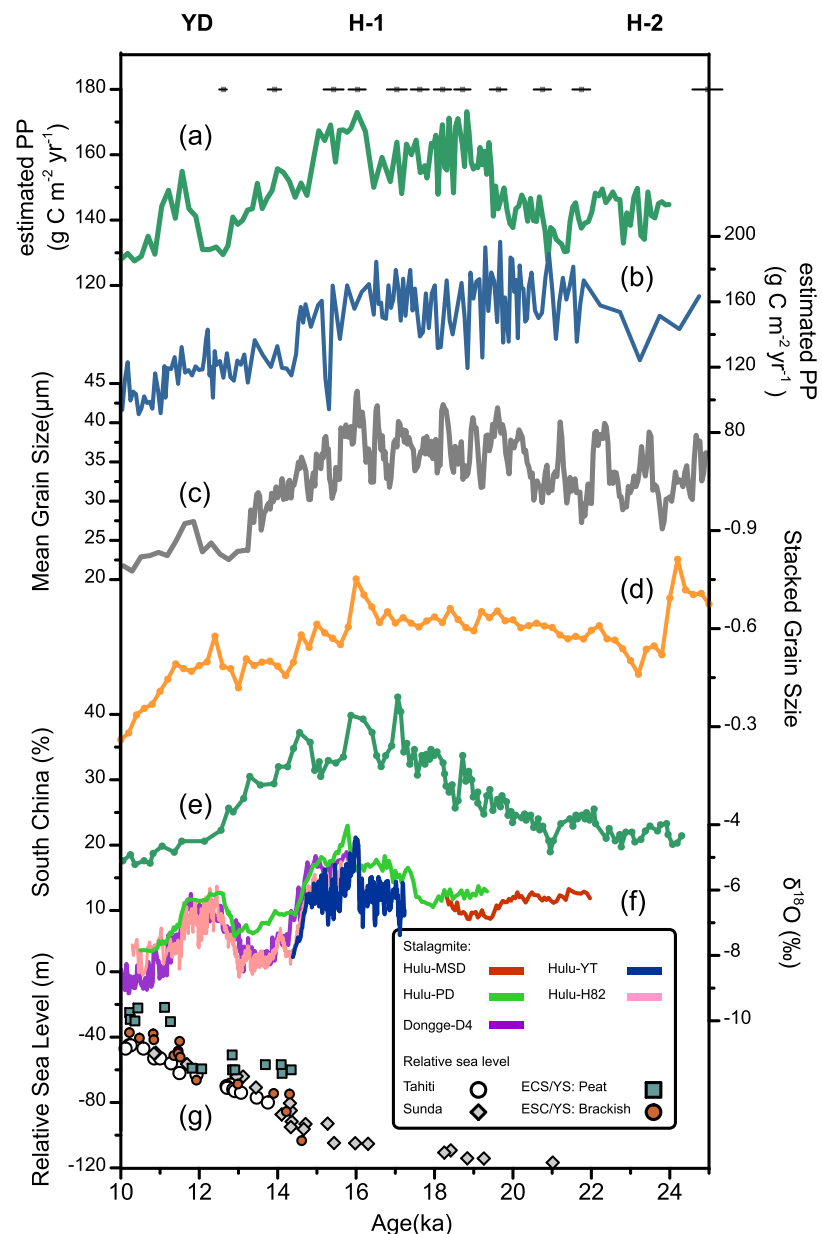 YD H-1 H-2
180
160
140
120
estimated PP
(g C m⁻² yr⁻¹)
(a)
200
160
120
80
estimated PP
(g C m⁻² yr⁻¹)
(b)
45
40
35
30
25
20
Mean Grain Size(μm)
(c)
-0.9
-0.6
-0.3
Stacked Grain Szie
(d)
40
30
20
10
0
South China (%)
(e)
-4
-6
-8
-10
δ¹⁸O (‰)
(f)
Stalagmite:
Hulu-MSD Hulu-YT
Hulu-PD Hulu-H82
Dongge-D4
Relative sea level
Tahiti ECS/YS: Peat
Sunda ESC/YS: Brackish
-40
-80
-120
Relative Sea Level (m)
(g)
10 12 14 16 18 20 22 24
Age(ka)